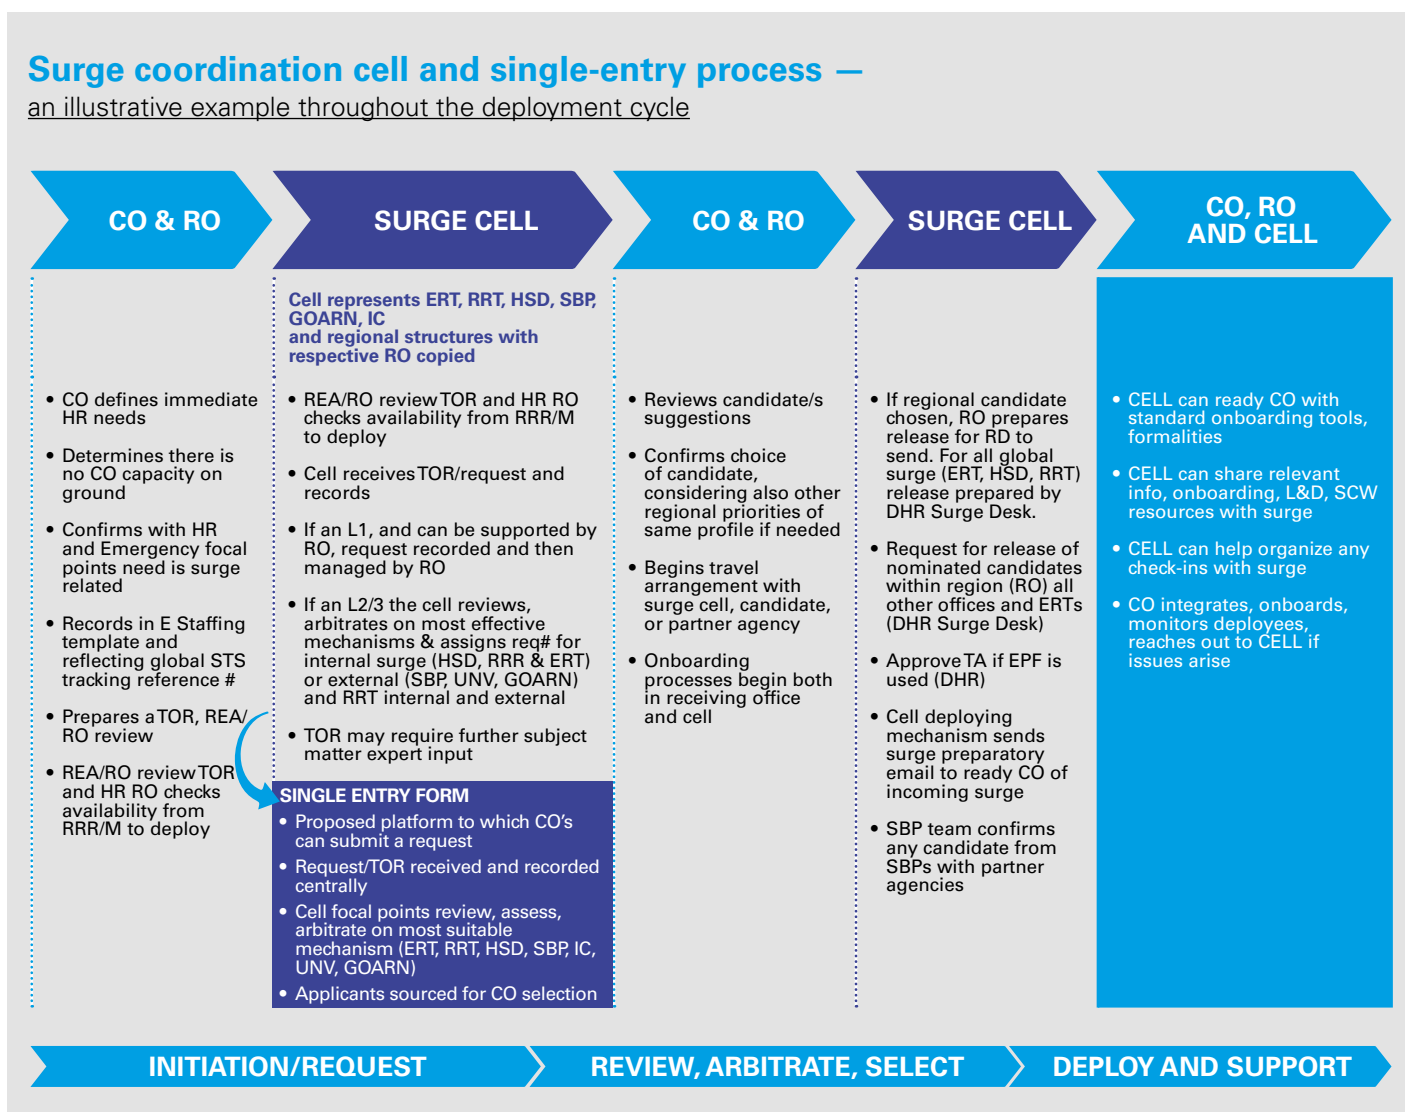 Surge coordination cell and single-entry process —
an illustrative example throughout the deployment cycle
CO & RO
SURGE CELL
CO & RO
SURGE CELL
CO, RO
AND CELL
• CO defines immediate
HR needs
• Determines there is
no CO capacity on
ground
• Confirms with HR
and Emergency focal
points need is surge
related
• Records in E Staffing
template and
reflecting global STS
tracking reference #
• Prepares a TOR, REA/
RO review
• REA/RO review TOR
and HR RO checks
availability from
RRR/M to deploy
Cell represents ERT, RRT, HSD, SBP,
GOARN, IC
and regional structures with
respective RO copied
• REA/RO review TOR and HR RO
checks availability from RRR/M
to deploy
• Cell receives TOR/request and
records
• If an L1, and can be supported by
RO, request recorded and then
managed by RO
• If an L2/3 the cell reviews,
arbitrates on most effective
mechanisms & assigns req# for
internal surge (HSD, RRR & ERT)
or external (SBP, UNV, GOARN)
and RRT internal and external
• TOR may require further subject
matter expert input
SINGLE ENTRY FORM
• Proposed platform to which CO’s
can submit a request
• Request/TOR received and recorded
centrally
• Cell focal points review, assess,
arbitrate on most suitable
mechanism (ERT, RRT, HSD, SBP, IC,
UNV, GOARN)
• Applicants sourced for CO selection
• Reviews candidate/s
suggestions
• Confirms choice
of candidate,
considering also other
regional priorities of
same profile if needed
• Begins travel
arrangement with
surge cell, candidate,
or partner agency
• Onboarding
processes begin both
in receiving office
and cell
• If regional candidate
chosen, RO prepares
release for RD to
send. For all global
surge (ERT, HSD, RRT)
release prepared by
DHR Surge Desk.
• Request for release of
nominated candidates
within region (RO) all
other offices and ERTs
(DHR Surge Desk)
• Approve TA if EPF is
used (DHR)
• Cell deploying
mechanism sends
surge preparatory
email to ready CO of
incoming surge
• SBP team confirms
any candidate from
SBPs with partner
agencies
• CELL can ready CO with
standard onboarding tools,
formalities
• CELL can share relevant
info, onboarding, L&D, SCW
resources with surge
• CELL can help organize any
check-ins with surge
• CO integrates, onboards,
monitors deployees,
reaches out to CELL if
issues arise
INITIATION/REQUEST
REVIEW, ARBITRATE, SELECT
DEPLOY AND SUPPORT